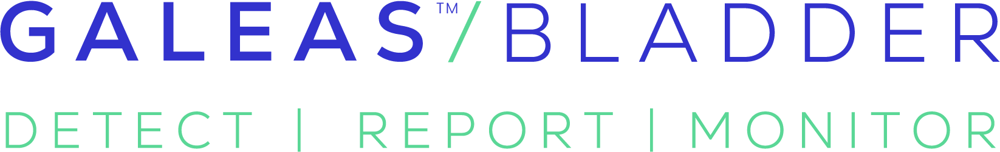 GALEAS™/BLADDER
DETECT | REPORT | MONITOR